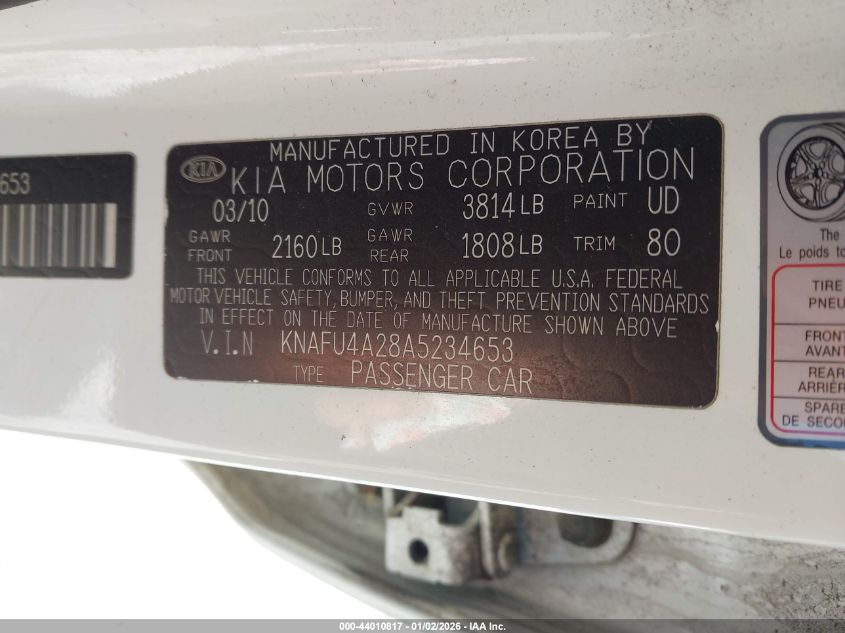 653
KIA
MANUFACTURED IN KOREA BY
KIA MOTORS CORPORATION
03/10 GVWR 3814 LB PAINT UD
GAWR FRONT 2160 LB GAWR REAR 1808 LB TRIM 80
THIS VEHICLE CONFORMS TO ALL APPLICABLE U.S.A. FEDERAL
MOTOR VEHICLE SAFETY, BUMPER, AND THEFT PREVENTION STANDARDS
IN EFFECT ON THE DATE OF MANUFACTURE SHOWN ABOVE
V.I.N KNAFU4A28A5234653
TYPE PASSENGER CAR
The
Le poids to
TIRE
PNEU
FRONT
AVANT
REAR
ARRIÈR
SPARE
DE SECOU
000-44010817 - 01/02/2026 - IAA Inc.